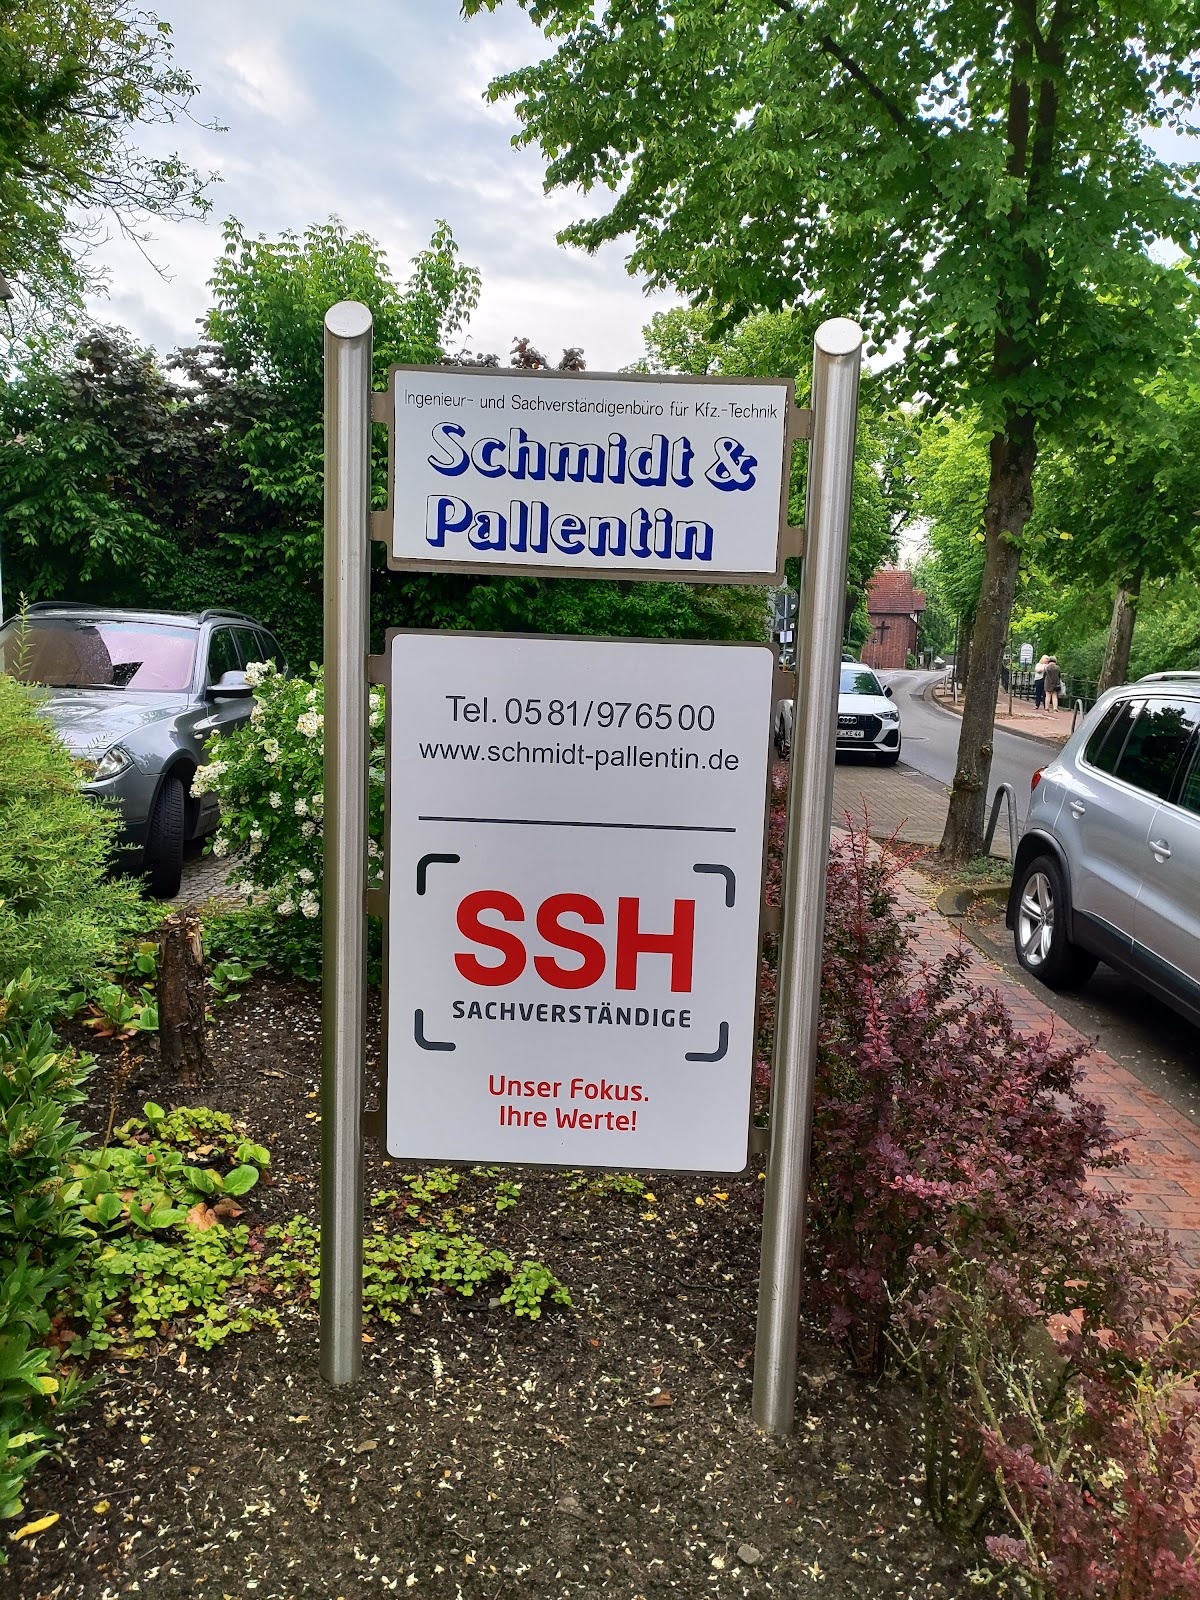 Ingenieur- und Sachverständigenbüro für Kfz.-Technik
Schmidt &
Pallentin
Tel. 0581/976500
www.schmidt-pallentin.de
SSH
SACHVERSTÄNDIGE
Unser Fokus.
Ihre Werte!